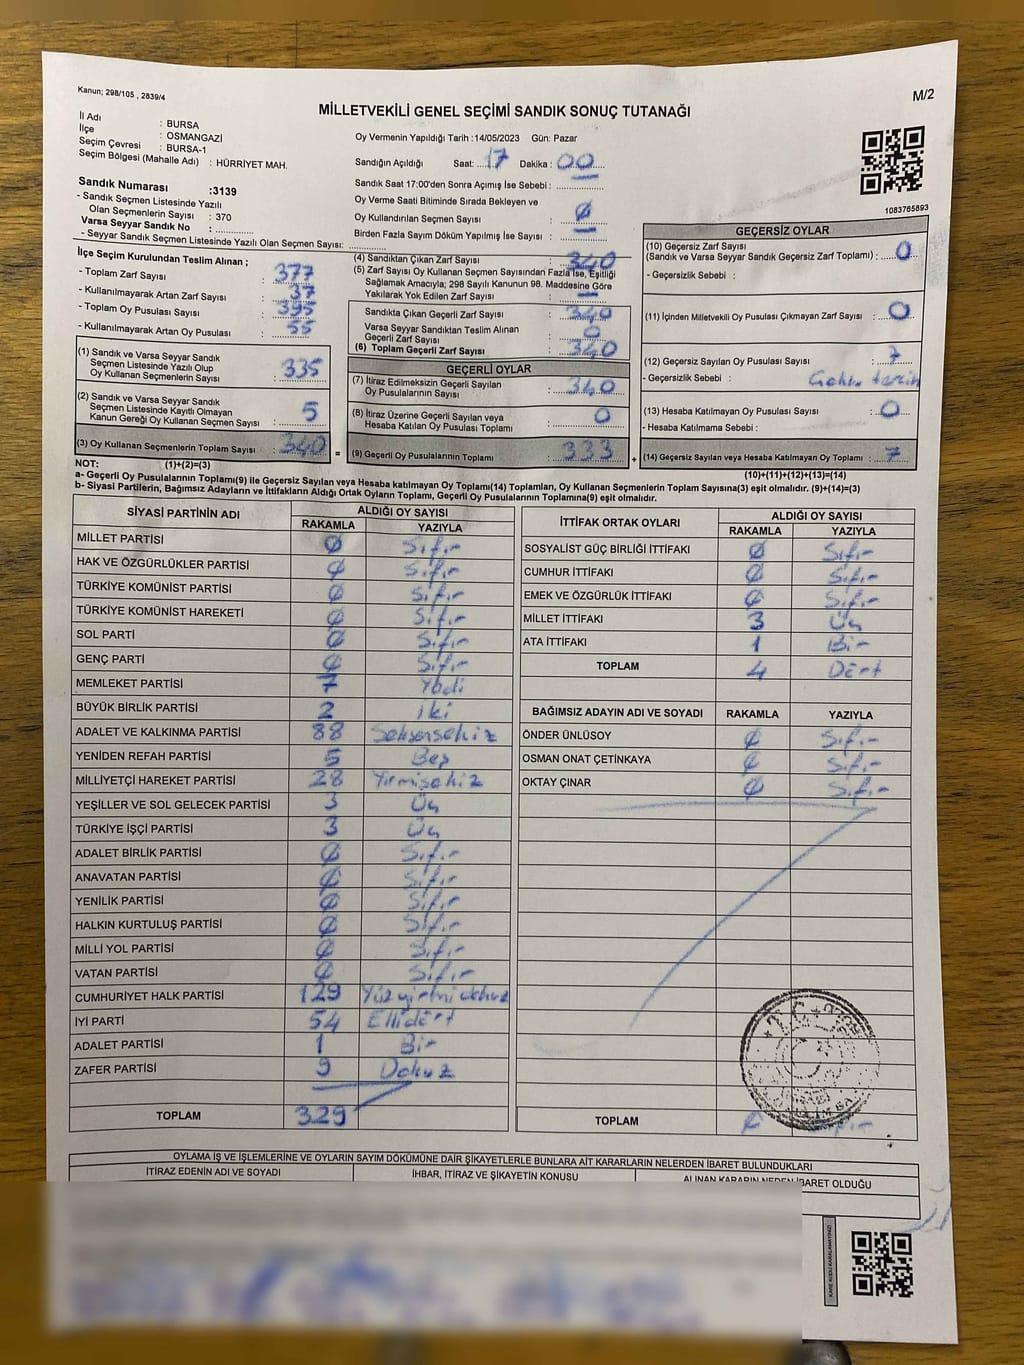 Kanun; 298/105 , 2839/4
M/2
MİLLETVEKİLİ GENEL SEÇİMİ SANDIK SONUÇ TUTANAĞI
İl Adı : BURSA
İlçe : OSMANGAZİ
Seçim Çevresi : BURSA-1
Seçim Bölgesi (Mahalle Adı) : HÜRRİYET MAH.
Sandık Numarası :3139
- Sandık Seçmen Listesinde Yazılı
Olan Seçmenlerin Sayısı : 370
Varsa Seyyar Sandık No :
- Seyyar Sandık Seçmen Listesinde Yazılı Olan Seçmen Sayısı:
Oy Vermenin Yapıldığı Tarih :14/05/2023 Gün: Pazar
Sandığın Açıldığı Saat: 17 Dakika : 00
Sandık Saat 17:00'den Sonra Açımış İse Sebebi :
Oy Verme Saati Bitiminde Sırada Bekleyen ve
Oy Kullandırılan Seçmen Sayısı : 0
Birden Fazla Sayım Döküm Yapılmış İse Sayısı :
1083765893
İlçe Seçim Kurulundan Teslim Alınan ;
- Toplam Zarf Sayısı : 377
- Kullanılmayarak Artan Zarf Sayısı : 37
- Toplam Oy Pusulası Sayısı : 395
- Kullanılmayarak Artan Oy Pusulası : 55
(1) Sandık ve Varsa Seyyar Sandık
Seçmen Listesinde Yazılı Olup
Oy Kullanan Seçmenlerin Sayısı : 335
(2) Sandık ve Varsa Seyyar Sandık
Seçmen Listesinde Kayıtlı Olmayan
Kanun Gereği Oy Kullanan Seçmen Sayısı : 5
(3) Oy Kullanan Seçmenlerin Toplam Sayısı : 340
(4) Sandıktan Çıkan Zarf Sayısı : 340
(5) Zarf Sayısı Oy Kullanan Seçmen Sayısından Fazla İse, Eşitliği
Sağlamak Amacıyla; 298 Sayılı Kanunun 98. Maddesine Göre
Yakılarak Yok Edilen Zarf Sayısı :
Sandıkta Çıkan Geçerli Zarf Sayısı : 340
Varsa Seyyar Sandıktan Teslim Alınan
Geçerli Zarf Sayısı : 0
(6) Toplam Geçerli Zarf Sayısı : 340
GEÇERLİ OYLAR
(7) İtiraz Edilmeksizin Geçerli Sayılan
Oy Pusulalarının Sayısı : 340
(8) İtiraz Üzerine Geçerli Sayılan veya
Hesaba Katılan Oy Pusulası Toplamı : 0
= (9) Geçerli Oy Pusulalarının Toplamı : 333
GEÇERSİZ OYLAR
(10) Geçersiz Zarf Sayısı
(Sandık ve Varsa Seyyar Sandık Geçersiz Zarf Toplamı) : 0
- Geçersizlik Sebebi :
(11) İçinden Milletvekili Oy Pusulası Çıkmayan Zarf Sayısı : 0
(12) Geçersiz Sayılan Oy Pusulası Sayısı : 7
- Geçersizlik Sebebi :
(13) Hesaba Katılmayan Oy Pusulası Sayısı : 0
- Hesaba Katılmama Sebebi :
+ (14) Geçersiz Sayılan veya Hesaba Katılmayan Oy Toplamı : 7
NOT: (1)+(2)=(3)
(10)+(11)+(12)+(13)=(14)
a- Geçerli Oy Pusulalarının Toplamı(9) ile Geçersiz Sayılan veya Hesaba katılmayan Oy Toplamı(14) Toplamları, Oy Kullanan Seçmenlerin Toplam Sayısına(3) eşit olmalıdır. (9)+(14)=(3)
b- Siyasi Partilerin, Bağımsız Adayların ve İttifakların Aldığı Ortak Oyların Toplamı, Geçerli Oy Pusulalarının Toplamına(9) eşit olmalıdır.
SİYASİ PARTİNİN ADI ALDIĞI OY SAYISI
RAKAMLA YAZIYLA
MİLLET PARTİSİ 0 Sıfır
HAK VE ÖZGÜRLÜKLER PARTİSİ 0 Sıfır
TÜRKİYE KOMÜNİST PARTİSİ 0 Sıfır
TÜRKİYE KOMÜNİST HAREKETİ 0 Sıfır
SOL PARTİ 0 Sıfır
GENÇ PARTİ 0 Sıfır
MEMLEKET PARTİSİ 7 Yedi
BÜYÜK BİRLİK PARTİSİ 2 iki
ADALET VE KALKINMA PARTİSİ 88 Seksensekiz
YENİDEN REFAH PARTİSİ 5 Beş
MİLLİYETÇİ HAREKET PARTİSİ 28 Yirmisekiz
YEŞİLLER VE SOL GELECEK PARTİSİ 3 Üç
TÜRKİYE İŞÇİ PARTİSİ 3 Üç
ADALET BİRLİK PARTİSİ 0 Sıfır
ANAVATAN PARTİSİ 0 Sıfır
YENİLİK PARTİSİ 0 Sıfır
HALKIN KURTULUŞ PARTİSİ 0 Sıfır
MİLLİ YOL PARTİSİ 0 Sıfır
VATAN PARTİSİ 0 Sıfır
CUMHURİYET HALK PARTİSİ 129 Yüzyirmidokuz
İYİ PARTİ 54 Ellidört
ADALET PARTİSİ 1 Bir
ZAFER PARTİSİ 9 Dokuz
TOPLAM 329
İTTİFAK ORTAK OYLARI ALDIĞI OY SAYISI
RAKAMLA YAZIYLA
SOSYALİST GÜÇ BİRLİĞİ İTTİFAKI 0 Sıfır
CUMHUR İTTİFAKI 0 Sıfır
EMEK VE ÖZGÜRLÜK İTTİFAKI 0 Sıfır
MİLLET İTTİFAKI 3 Üç
ATA İTTİFAKI 1 Bir
TOPLAM 4 Dört
BAĞIMSIZ ADAYIN ADI VE SOYADI RAKAMLA YAZIYLA
ÖNDER ÜNLÜSOY 0 Sıfır
OSMAN ONAT ÇETİNKAYA 0 Sıfır
OKTAY ÇINAR 0 Sıfır
TOPLAM 0 Sıfır
OYLAMA İŞ VE İŞLEMLERİNE VE OYLARIN SAYIM DÖKÜMÜNE DAİR ŞİKAYETLERLE BUNLARA AİT KARARLARIN NELERDEN İBARET BULUNDUKLARI
İTİRAZ EDENİN ADI VE SOYADI İHBAR, İTİRAZ VE ŞİKAYETİN KONUSU ALINAN KARARIN NEDEN İBARET OLDUĞU